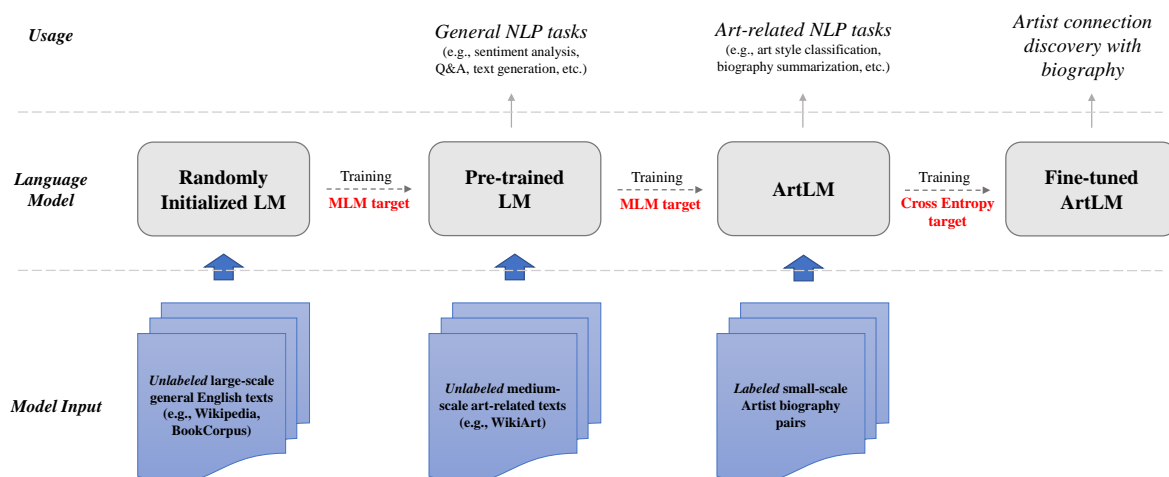 Usage
General NLP tasks
(e.g., sentiment analysis,
Q&A, text generation, etc.)
Art-related NLP tasks
(e.g., art style classification,
biography summarization, etc.)
Artist connection
discovery with
biography
Language
Model
Randomly
Initialized LM
Training
MLM target
Pre-trained
LM
Training
MLM target
ArtLM
Training
Cross Entropy
target
Fine-tuned
ArtLM
Model Input
Unlabeled large-scale
general English texts
(e.g., Wikipedia,
BookCorpus)
Unlabeled medium-
scale art-related texts
(e.g., WikiArt)
Labeled small-scale
Artist biography
pairs